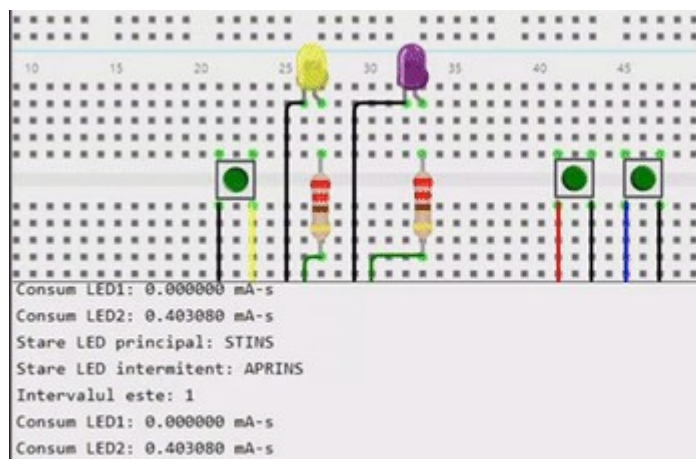 10 15 20 25 30 35 40 45
Consum LED1: 0.000000 mA-s
Consum LED2: 0.403080 mA-s
Stare LED principal: STINS
Stare LED intermitent: APRINS
Intervalul este: 1
Consum LED1: 0.000000 mA-s
Consum LED2: 0.403080 mA-s